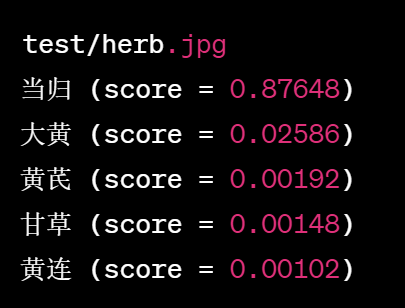 test/herb.jpg
当归 (score = 0.87648)
大黄 (score = 0.02586)
黄芪 (score = 0.00192)
甘草 (score = 0.00148)
黄连 (score = 0.00102)